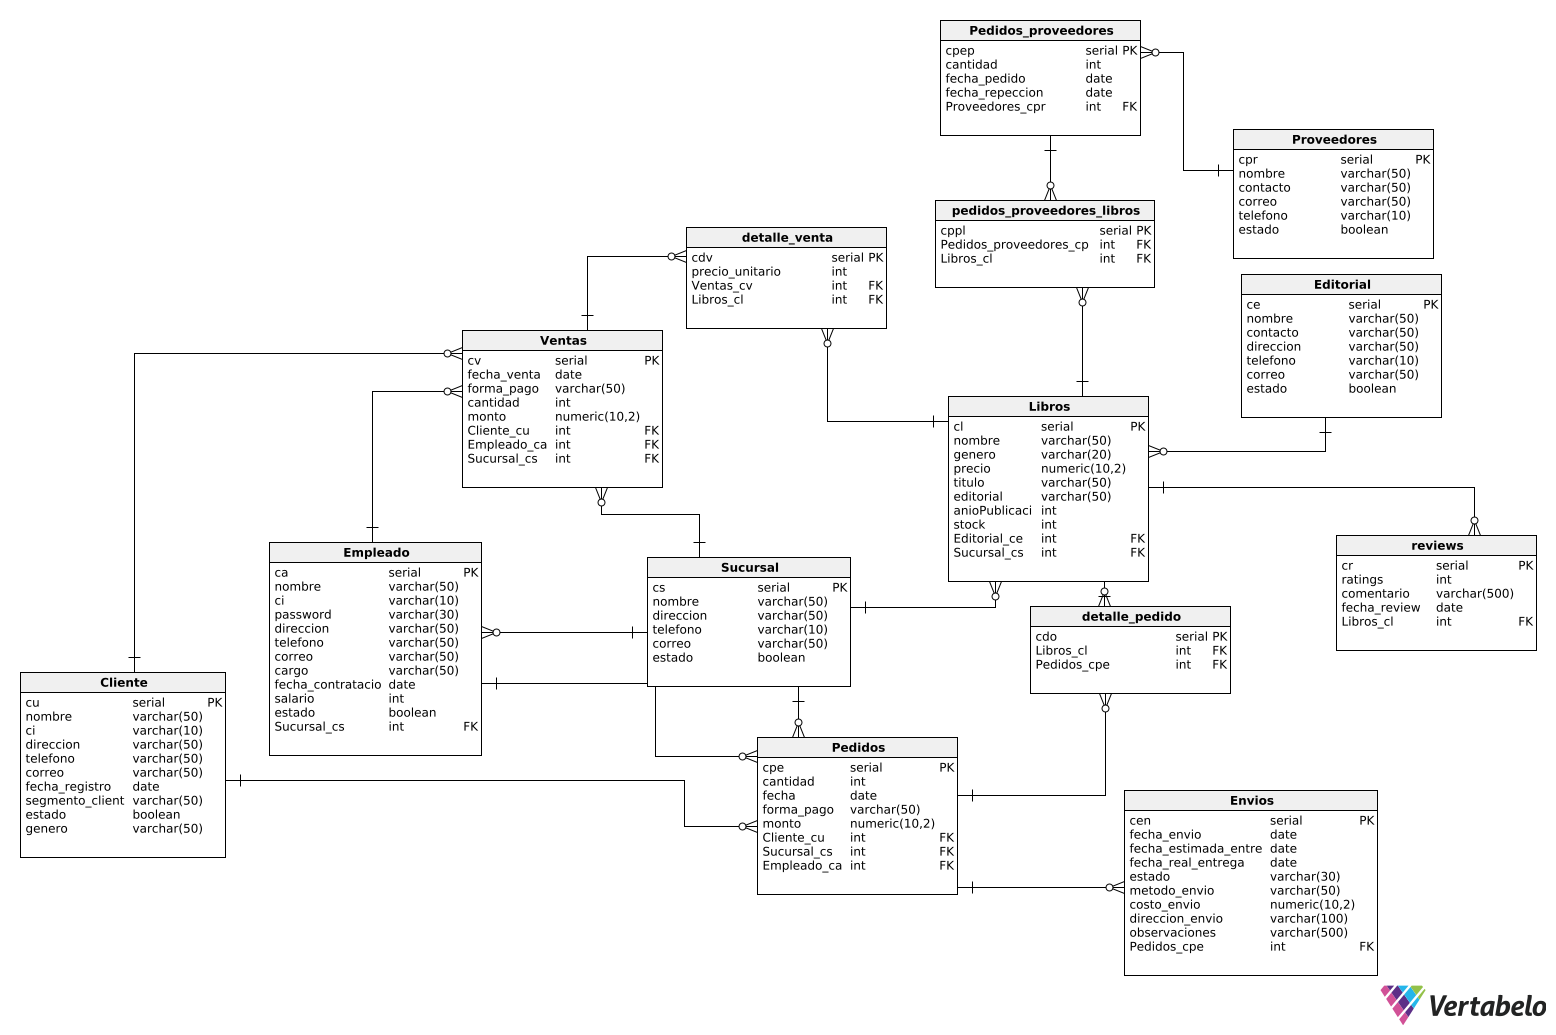 Pedidos_proveedores
cpep serial PK
cantidad int
fecha_pedido date
fecha_repeccion date
Proveedores_cpr int FK
Proveedores
cpr serial PK
nombre varchar(50)
contacto varchar(50)
correo varchar(50)
telefono varchar(10)
estado boolean
pedidos_proveedores_libros
cppl serial PK
Pedidos_proveedores_cp int FK
Libros_cl int FK
detalle_venta
cdv serial PK
precio_unitario int
Ventas_cv int FK
Libros_cl int FK
Editorial
ce serial PK
nombre varchar(50)
contacto varchar(50)
direccion varchar(50)
telefono varchar(10)
correo varchar(50)
estado boolean
Ventas
cv serial PK
fecha_venta date
forma_pago varchar(50)
cantidad int
monto numeric(10,2)
Cliente_cu int FK
Empleado_ca int FK
Sucursal_cs int FK
Libros
cl serial PK
nombre varchar(50)
genero varchar(20)
precio numeric(10,2)
titulo varchar(50)
editorial varchar(50)
anioPublicaci int
stock int
Editorial_ce int FK
Sucursal_cs int FK
reviews
cr serial PK
ratings int
comentario varchar(500)
fecha_review date
Libros_cl int FK
Empleado
ca serial PK
nombre varchar(50)
ci varchar(10)
password varchar(30)
direccion varchar(50)
telefono varchar(50)
correo varchar(50)
cargo varchar(50)
fecha_contratacio date
salario int
estado boolean
Sucursal_cs int FK
Sucursal
cs serial PK
nombre varchar(50)
direccion varchar(50)
telefono varchar(10)
correo varchar(50)
estado boolean
detalle_pedido
cdo serial PK
Libros_cl int FK
Pedidos_cpe int FK
Cliente
cu serial PK
nombre varchar(50)
ci varchar(10)
direccion varchar(50)
telefono varchar(50)
correo varchar(50)
fecha_registro date
segmento_client varchar(50)
estado boolean
genero varchar(50)
Pedidos
cpe serial PK
cantidad int
fecha date
forma_pago varchar(50)
monto numeric(10,2)
Cliente_cu int FK
Sucursal_cs int FK
Empleado_ca int FK
Envios
cen serial PK
fecha_envio date
fecha_estimada_entre date
fecha_real_entrega date
estado varchar(30)
metodo_envio varchar(50)
costo_envio numeric(10,2)
direccion_envio varchar(100)
observaciones varchar(500)
Pedidos_cpe int FK
Vertabelo